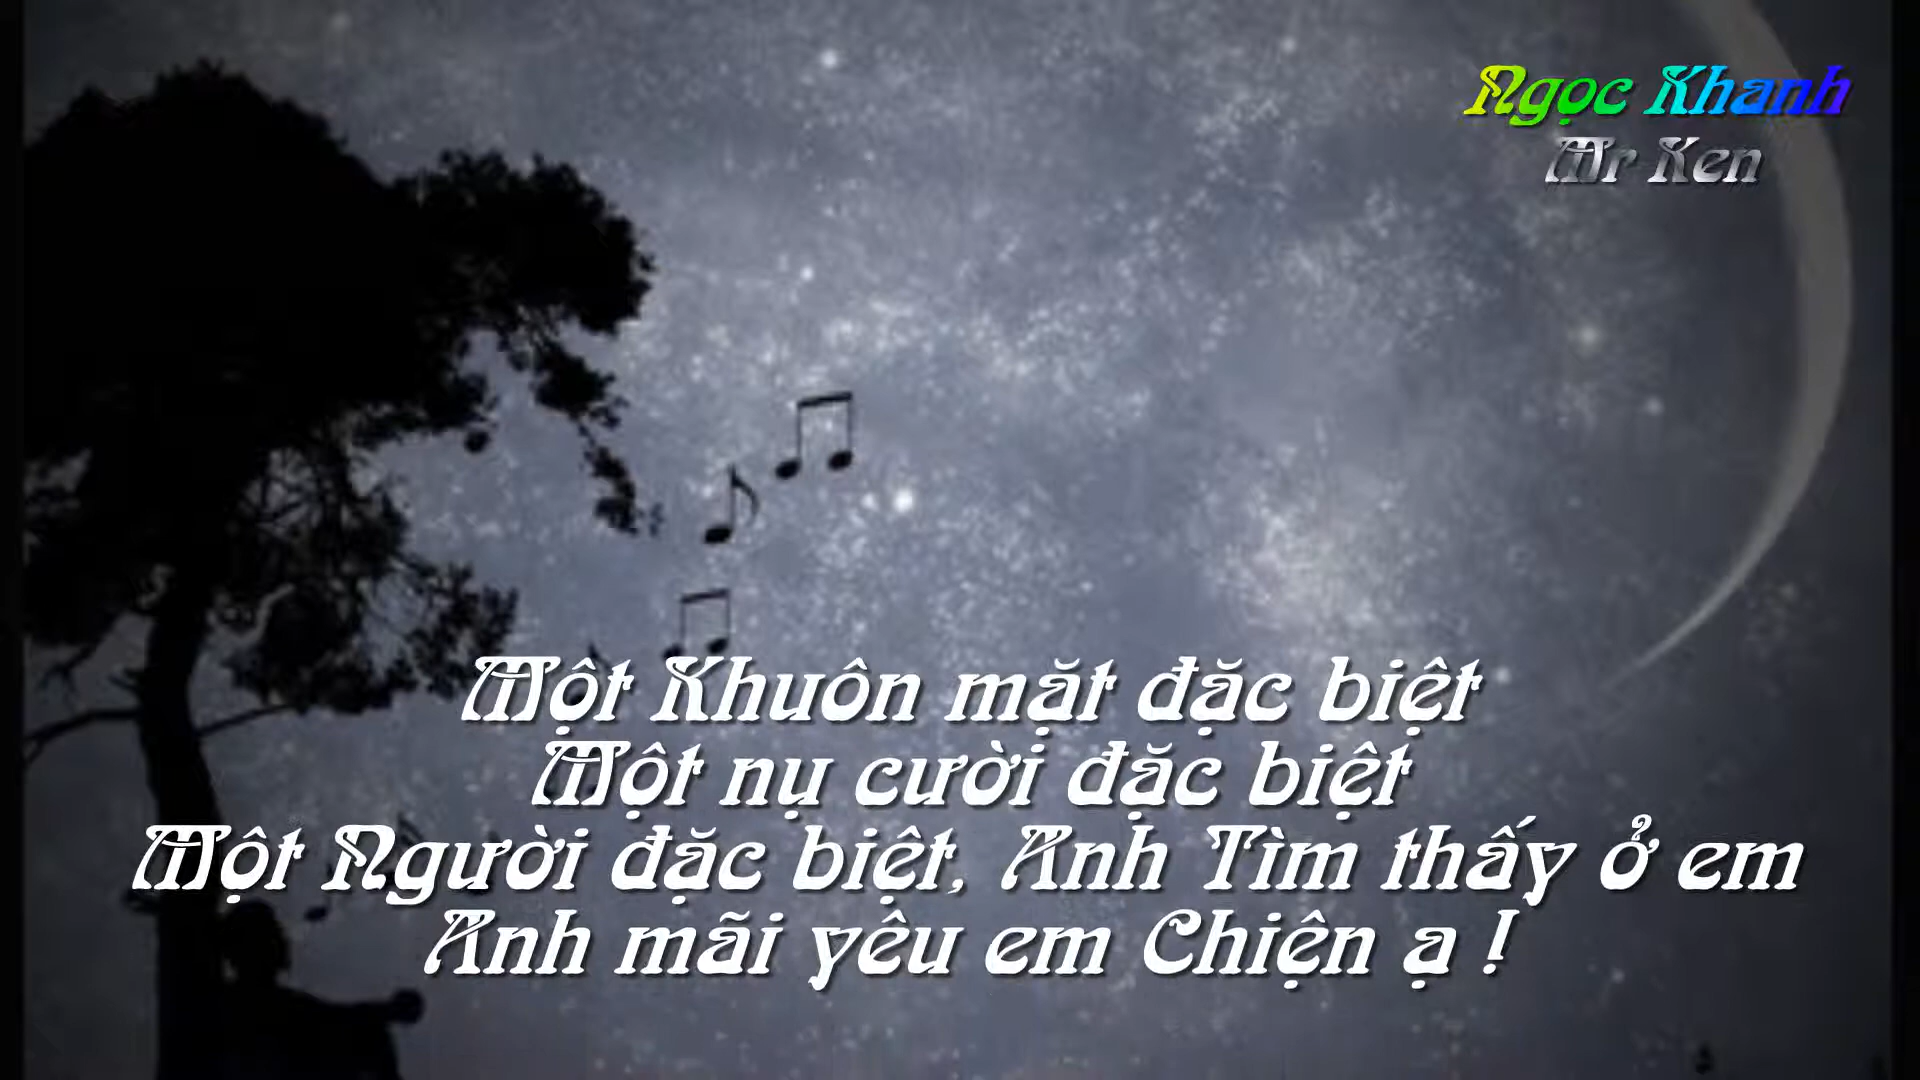 Ngọc Khanh
Mr Ken
Một Khuôn mặt đặc biệt
Một nụ cười đặc biệt
Một Người đặc biệt, Anh Tìm thấy ở em
Anh mãi yêu em Chiện ạ !